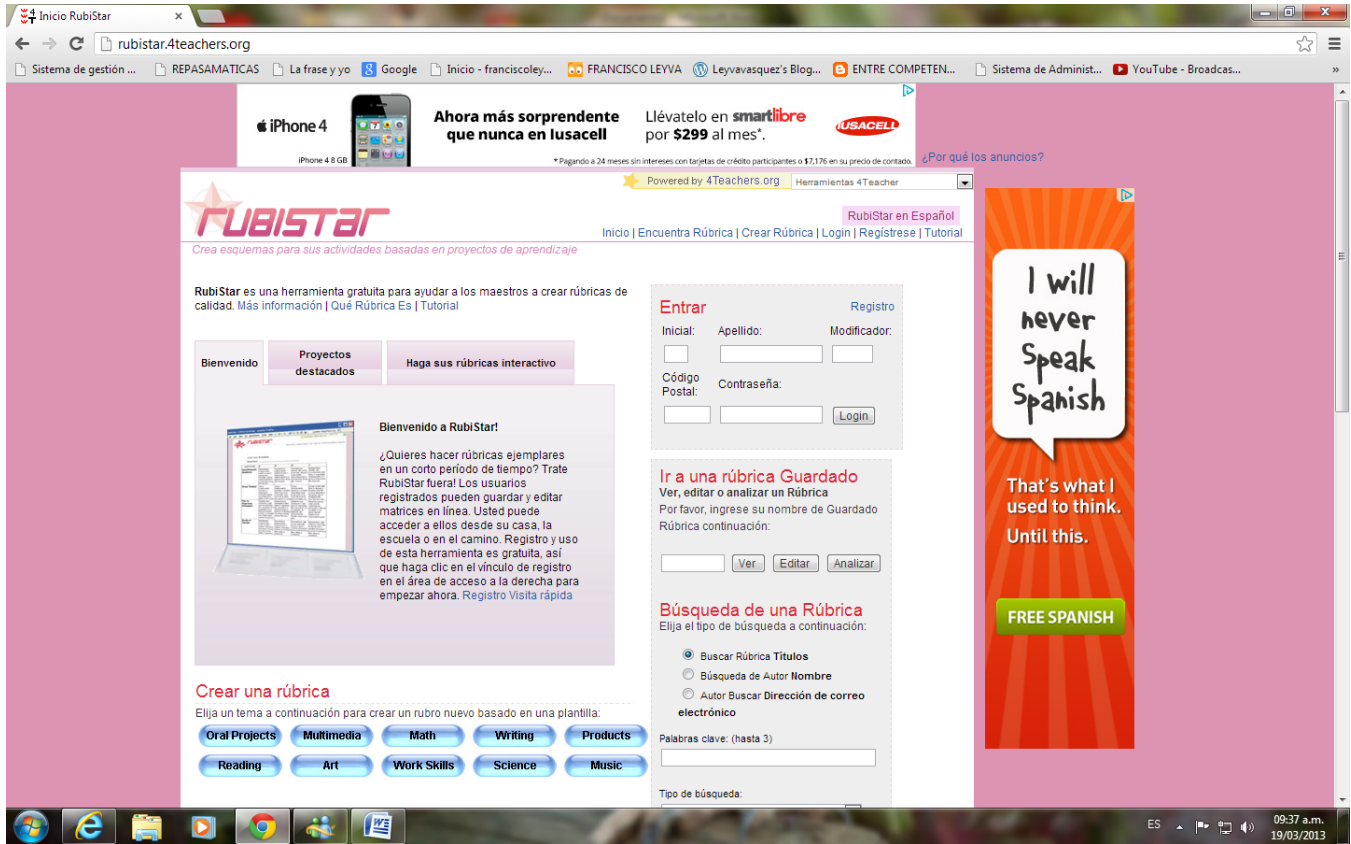 Inicio RubiStar
rubistar.4teachers.org
Sistema de gestión ... REPASAMATICAS La frase y yo Google Inicio - franciscoley... FRANCISCO LEYVA Leyvavasquez's Blog... ENTRE COMPETEN... Sistema de Administ... YouTube - Broadcas... »
iPhone 4
iPhone 4 8 GB
Ahora más sorprendente
que nunca en Iusacell
Llévatelo en smartlibre
por $299 al mes*.
IUSACELL
* Pagando a 24 meses sin intereses con tarjetas de crédito participantes o $7,176 en su precio de contado.
¿Por qué los anuncios?
Powered by 4Teachers.org Herramientas 4Teacher
RUBISTAR
RubiStar en Español
Inicio | Encuentra Rúbrica | Crear Rúbrica | Login | Regístrese | Tutorial
Crea esquemas para sus actividades basadas en proyectos de aprendizaje
RubiStar es una herramienta gratuita para ayudar a los maestros a crear rúbricas de
calidad. Más información | Qué Rúbrica Es | Tutorial
Bienvenido
Proyectos
destacados
Haga sus rúbricas interactivo
Bienvenido a RubiStar!
¿Quieres hacer rúbricas ejemplares
en un corto período de tiempo? Trate
RubiStar fuera! Los usuarios
registrados pueden guardar y editar
matrices en línea. Usted puede
acceder a ellos desde su casa, la
escuela o en el camino. Registro y uso
de esta herramienta es gratuita, así
que haga clic en el vínculo de registro
en el área de acceso a la derecha para
empezar ahora. Registro Visita rápida
Crear una rúbrica
Elija un tema a continuación para crear un rubro nuevo basado en una plantilla:
Oral Projects Multimedia Math Writing Products
Reading Art Work Skills Science Music
Entrar Registro
Inicial: Apellido: Modificador:
Código
Postal:
Contraseña:
Login
Ir a una rúbrica Guardado
Ver, editar o analizar un Rúbrica
Por favor, ingrese su nombre de Guardado
Rúbrica continuación:
Ver Editar Analizar
Búsqueda de una Rúbrica
Elija el tipo de búsqueda a continuación:
Buscar Rúbrica Títulos
Búsqueda de Autor Nombre
Autor Buscar Dirección de correo
electrónico
Palabras clave: (hasta 3)
Tipo de búsqueda:
I will
never
Speak
Spanish
That's what I
used to think.
Until this.
FREE SPANISH
ES
09:37 a.m.
19/03/2013